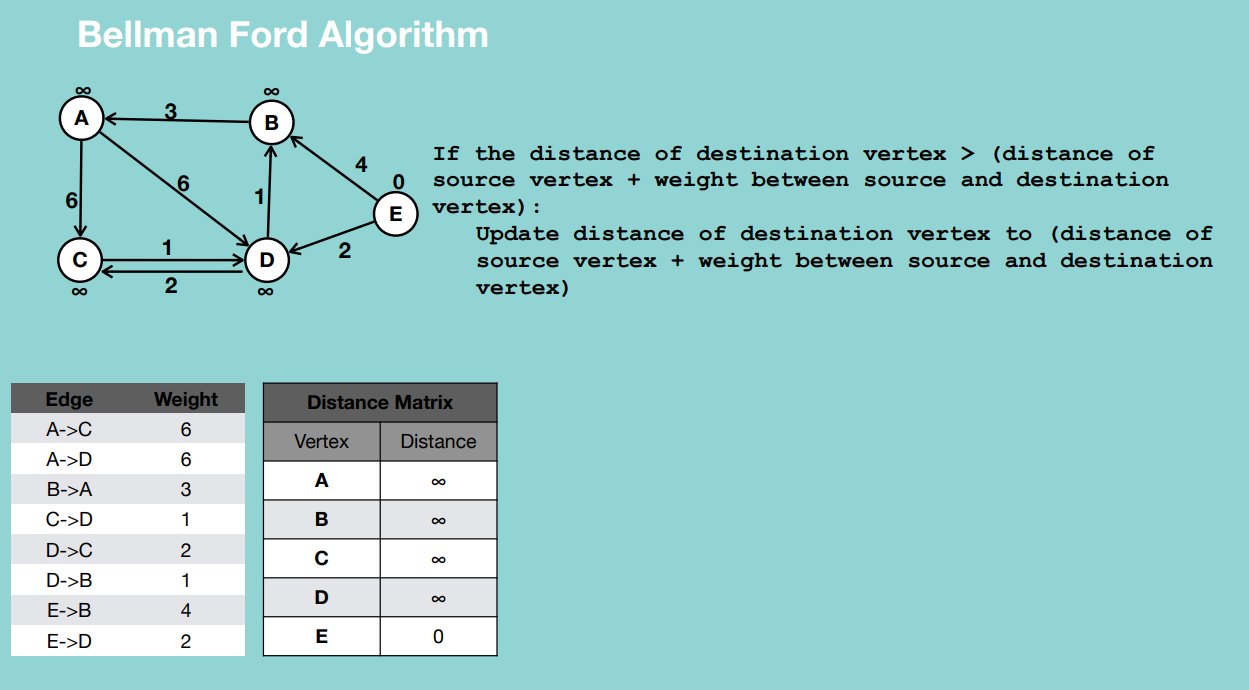 Bellman Ford Algorithm
∞
∞
A
3
B
4
0
6
6
1
E
C
1
D
2
2
∞
∞
If the distance of destination vertex > (distance of
source vertex + weight between source and destination
vertex):
Update distance of destination vertex to (distance of
source vertex + weight between source and destination
vertex)
Edge Weight
A->C 6
A->D 6
B->A 3
C->D 1
D->C 2
D->B 1
E->B 4
E->D 2
Distance Matrix
Vertex Distance
A ∞
B ∞
C ∞
D ∞
E 0